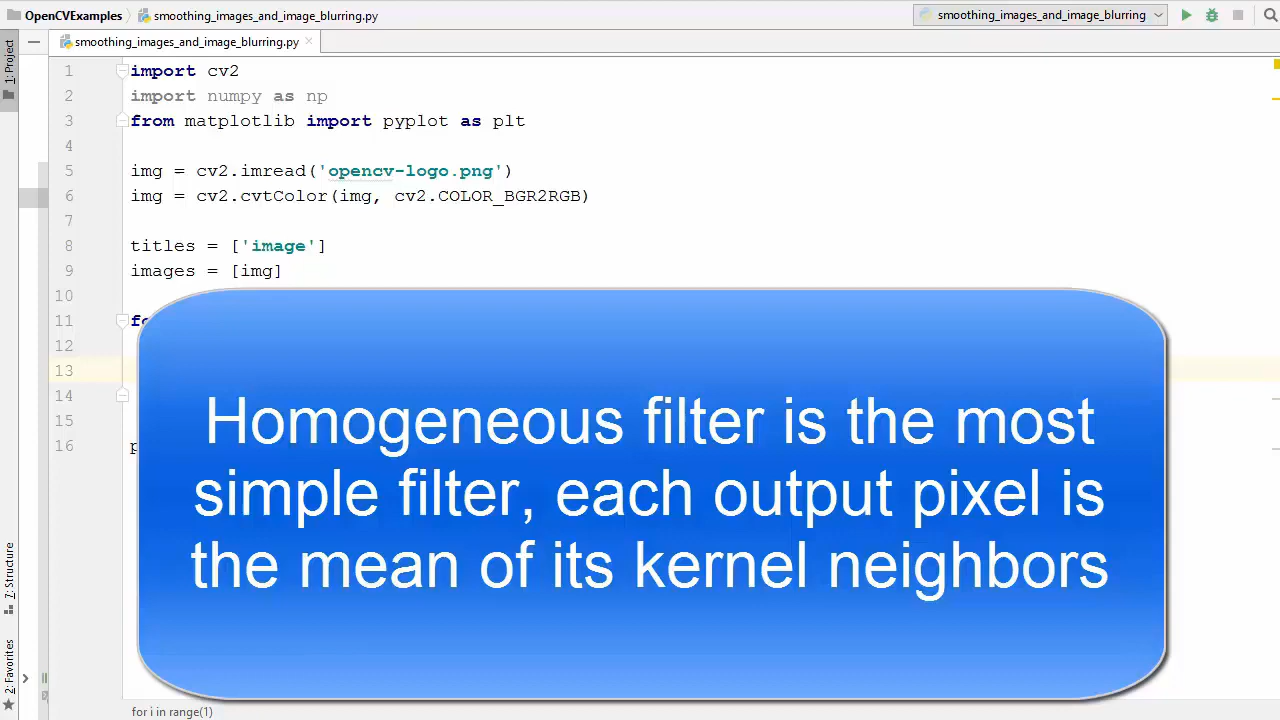 OpenCVExamples smoothing_images_and_image_blurring.py smoothing_images_and_image_blurring
smoothing_images_and_image_blurring.py
1: Project
1 import cv2
2 import numpy as np
3 from matplotlib import pyplot as plt
4
5 img = cv2.imread('opencv-logo.png')
6 img = cv2.cvtColor(img, cv2.COLOR_BGR2RGB)
7
8 titles = ['image']
9 images = [img]
10
11
12
13
14
15
16
Homogeneous filter is the most
simple filter, each output pixel is
the mean of its kernel neighbors
7: Structure
2: Favorites
for i in range(1)